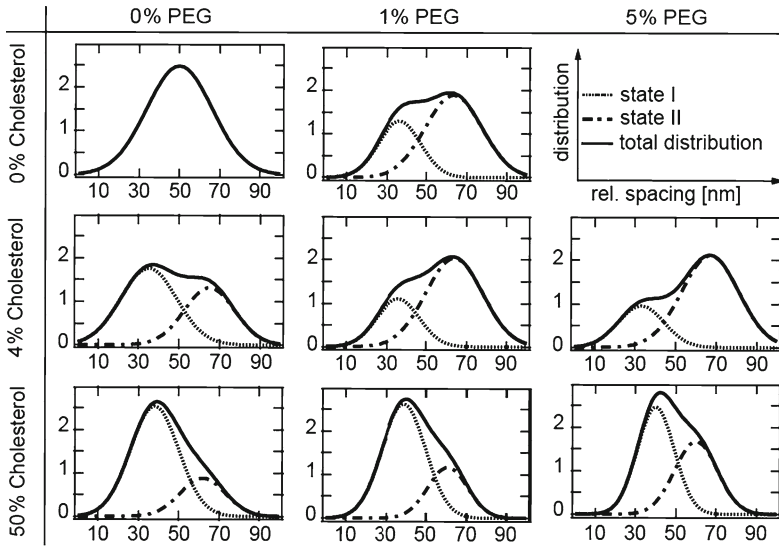 0% PEG 1% PEG 5% PEG
0% Cholesterol
2
1
0
10 30 50 70 90
2
1
0
10 30 50 70 90
distribution
state I
state II
total distribution
rel. spacing [nm]
4% Cholesterol
2
1
0
10 30 50 70 90
2
1
0
10 30 50 70 90
2
1
0
10 30 50 70 90
50% Cholesterol
2
1
0
10 30 50 70 90
2
1
0
10 30 50 70 90
2
1
0
10 30 50 70 90